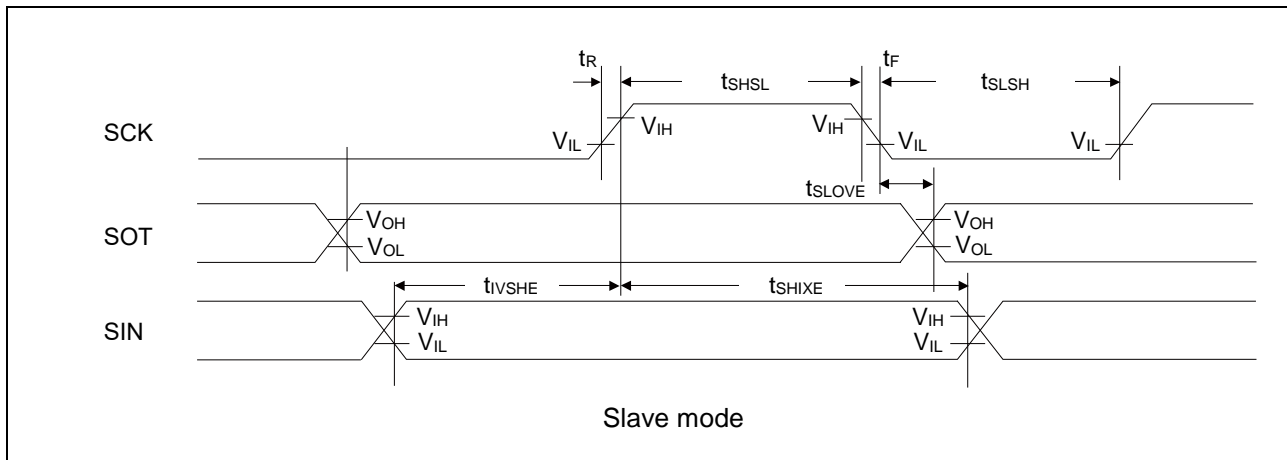 tR tF
tSHSL tSLSH
SCK VIH VIH
VIL VIL VIL
tSLOVE
SOT VOH VOH
VOL VOL
tIVSHE tSHIXE
SIN VIH VIH
VIL VIL
Slave mode